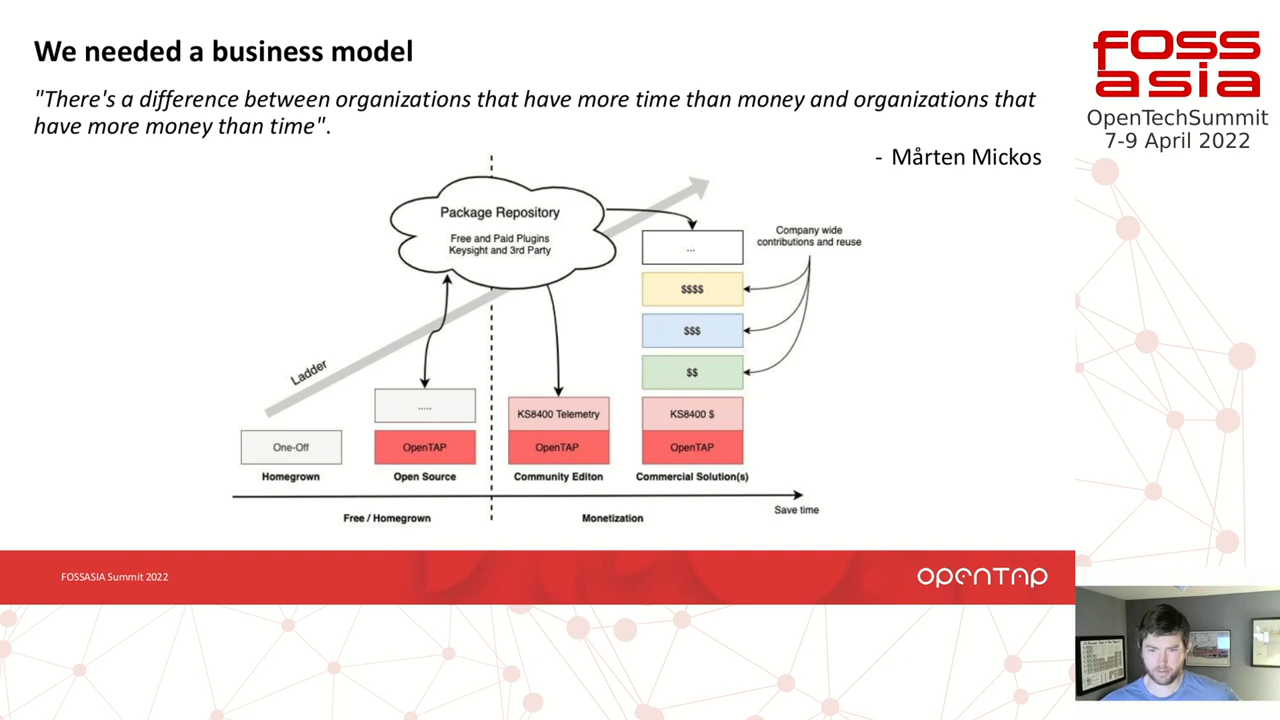 We needed a business model
"There's a difference between organizations that have more time than money and organizations that
have more money than time".
- Mårten Mickos
foss
asia
OpenTechSummit
7-9 April 2022
Package Repository
Free and Paid Plugins
Keysight and 3rd Party
Company wide
contributions and reuse
...
$$$$
$$$
$$
Ladder
.....
KS8400 Telemetry
KS8400 $
One-Off
OpenTAP
OpenTAP
OpenTAP
Homegrown
Open Source
Community Editon
Commercial Solution(s)
Save time
Free / Homegrown
Monetization
FOSSASIA Summit 2022
OpenTAP